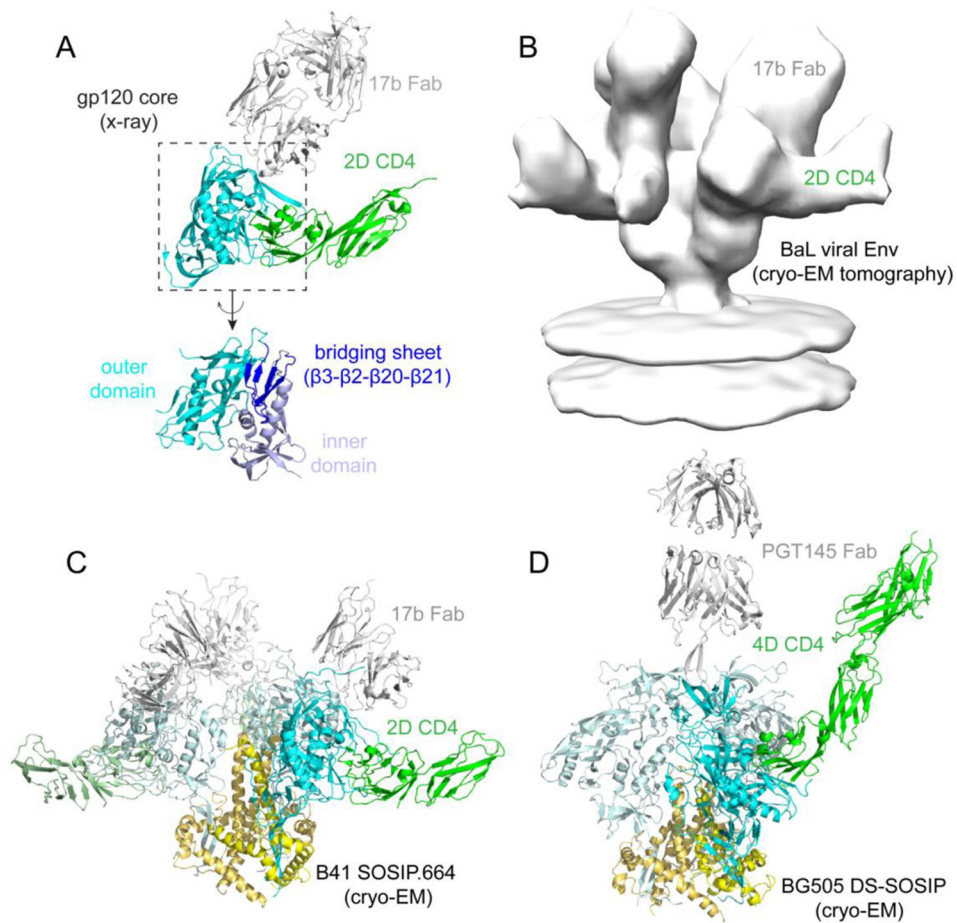 A
17b Fab
gp120 core
(x-ray)
2D CD4
outer
domain
bridging sheet
(β3-β2-β20-β21)
inner
domain
B
17b Fab
2D CD4
BaL viral Env
(cryo-EM tomography)
C
17b Fab
2D CD4
B41 SOSIP.664
(cryo-EM)
D
PGT145 Fab
4D CD4
BG505 DS-SOSIP
(cryo-EM)